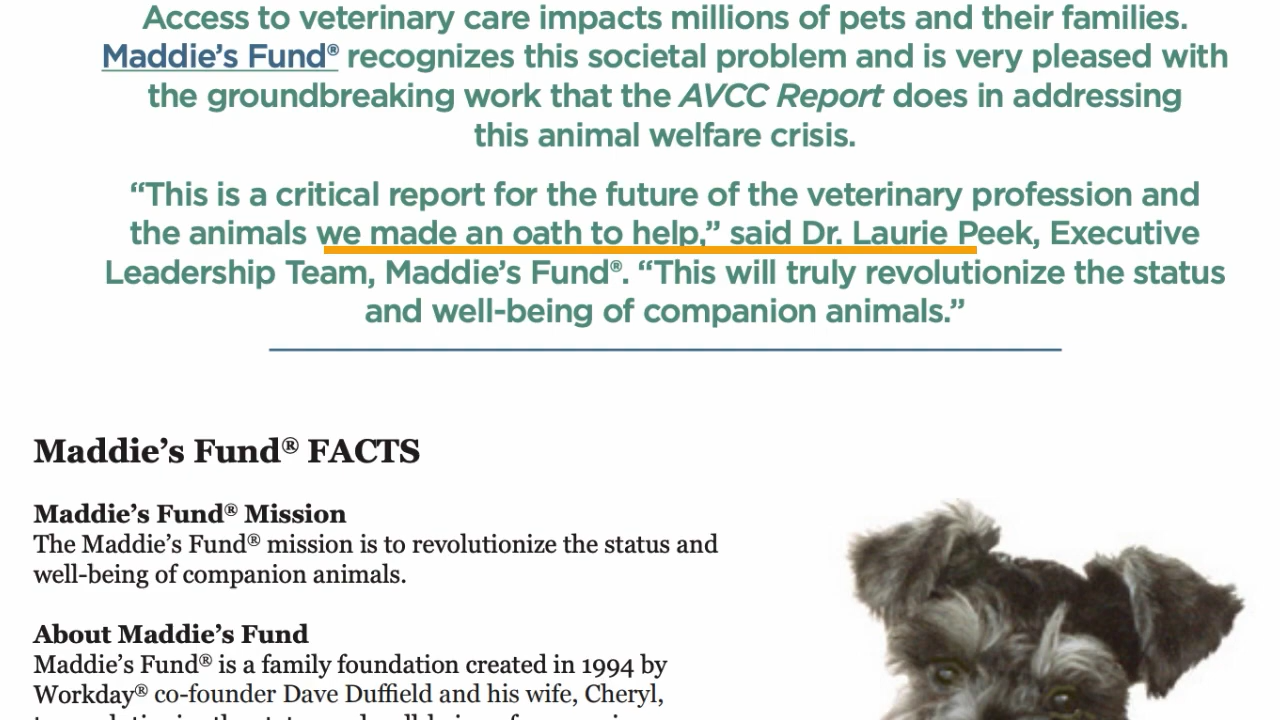 Access to veterinary care impacts millions of pets and their families.
Maddie’s Fund® recognizes this societal problem and is very pleased with
the groundbreaking work that the AVCC Report does in addressing
this animal welfare crisis.
“This is a critical report for the future of the veterinary profession and
the animals we made an oath to help,” said Dr. Laurie Peek, Executive
Leadership Team, Maddie’s Fund®. “This will truly revolutionize the status
and well-being of companion animals.”
Maddie’s Fund® FACTS
Maddie’s Fund® Mission
The Maddie’s Fund® mission is to revolutionize the status and
well-being of companion animals.
About Maddie’s Fund
Maddie’s Fund® is a family foundation created in 1994 by
Workday® co-founder Dave Duffield and his wife, Cheryl,